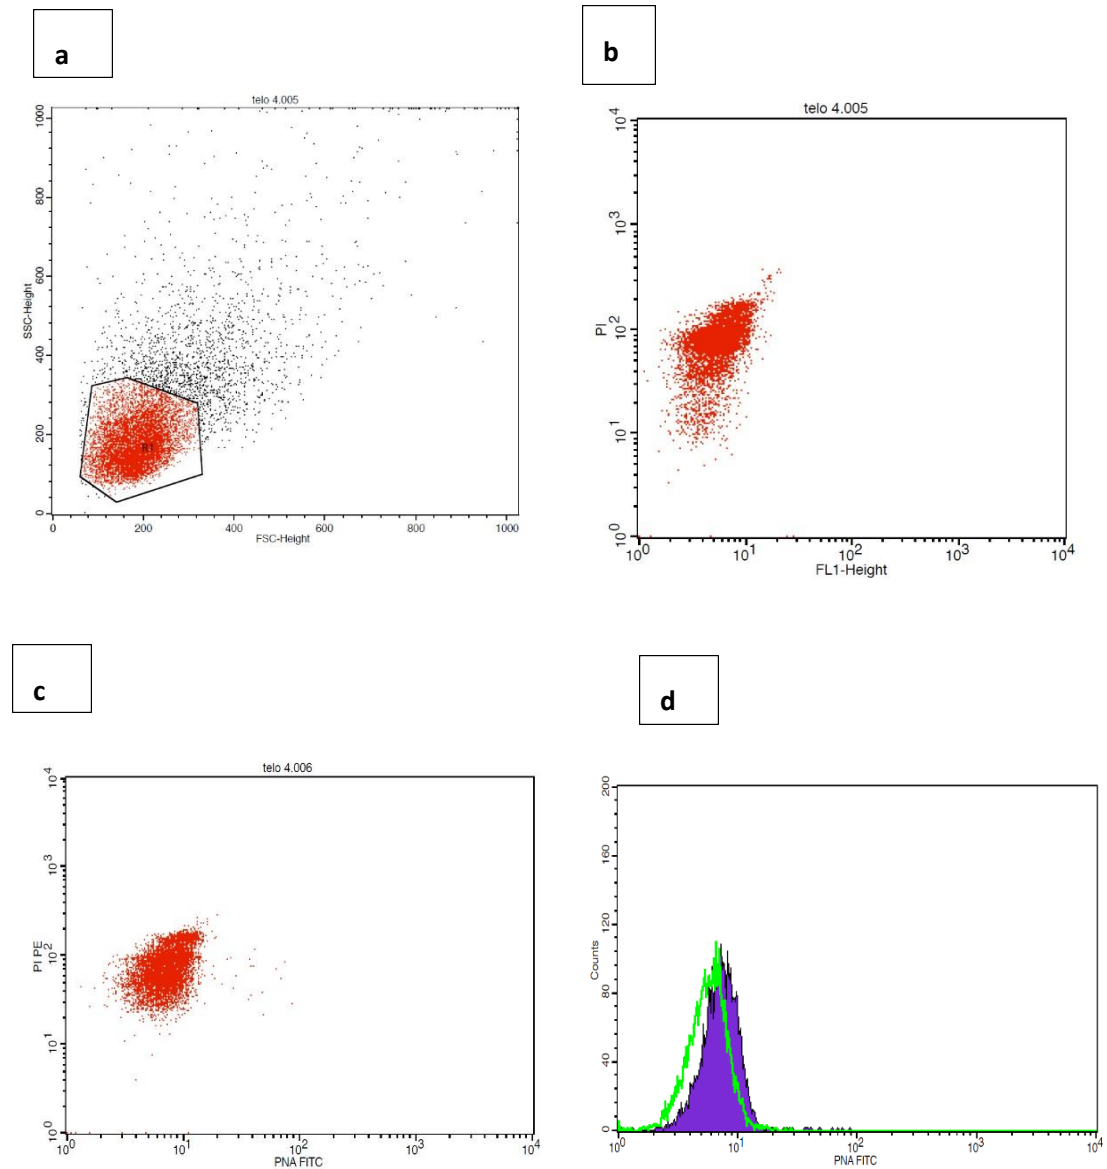 a
b
telo 4.005
1000
800
600
400
200
0
SSC-Height
R1
0 200 400 600 800 1000
FSC-Height
telo 4.005
10^4
10^3
10^2
10^1
10^0
PI
10^0 10^1 10^2 10^3 10^4
FL1-Height
c
d
telo 4.006
10^4
10^3
10^2
10^1
10^0
PI PE
10^0 10^1 10^2 10^3 10^4
PNA FITC
200
160
120
80
40
0
Counts
10^0 10^1 10^2 10^3 10^4
PNA FITC